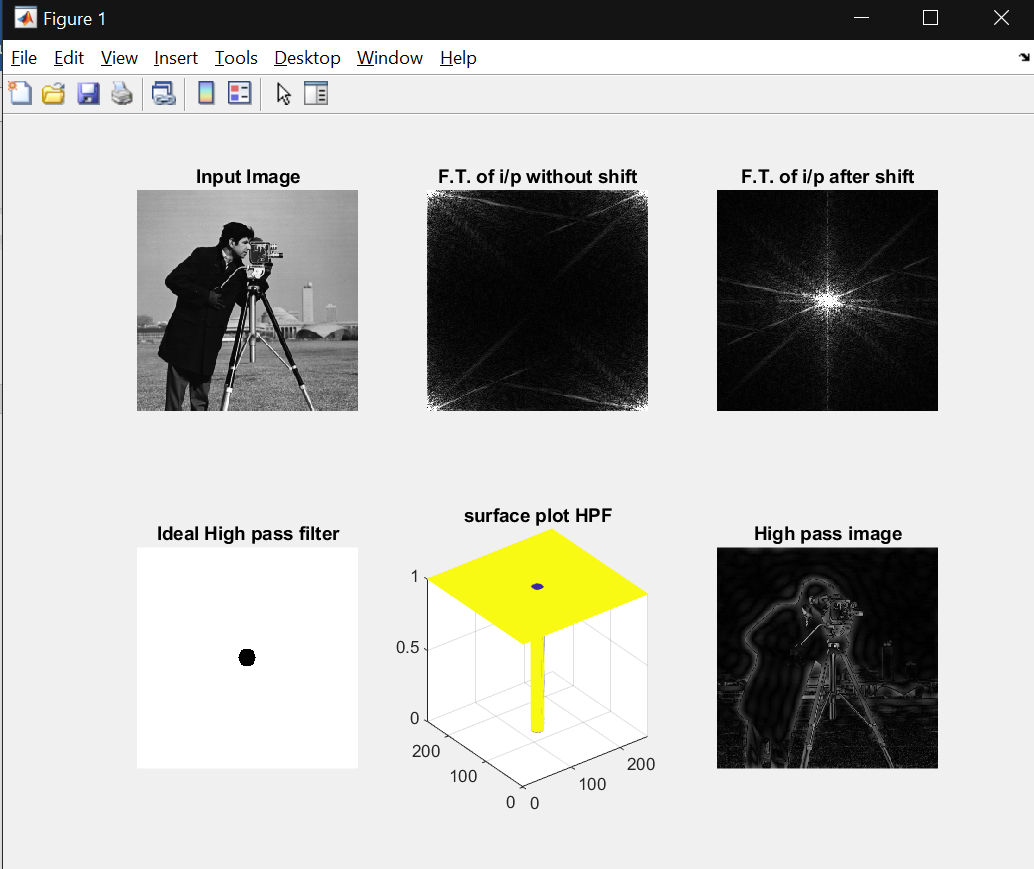 Figure 1
File Edit View Insert Tools Desktop Window Help
Input Image
F.T. of i/p without shift
F.T. of i/p after shift
Ideal High pass filter
surface plot HPF
High pass image
1
0.5
0
200
100
0
0
100
200